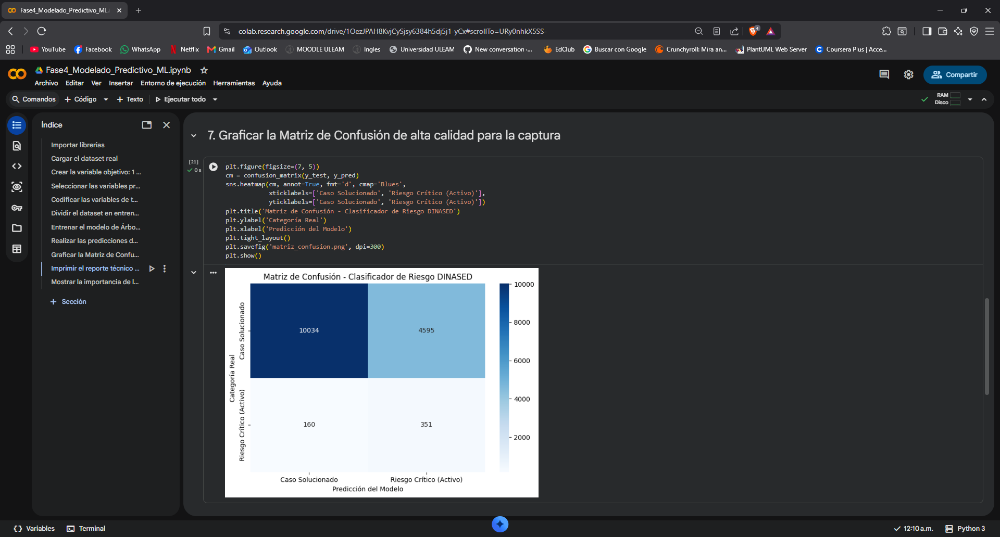 Fase4_Modelado_Predictivo_ML.i
colab.research.google.com/drive/1OezJPAH8KvjCySjsy6384h5dj5j1-yCx#scrollTo=URy0nhkX5SS-
4
YouTube Facebook WhatsApp Netflix Gmail Outlook MOODLE ULEAM Ingles Universidad ULEAM New conversation ·... EdClub Buscar con Google Crunchyroll: Mira an... PlantUML Web Server Coursera Plus | Acce...
Fase4_Modelado_Predictivo_ML.ipynb
Archivo Editar Ver Insertar Entorno de ejecución Herramientas Ayuda
Compartir
Comandos + Código + Texto Ejecutar todo
RAM
Disco
Índice
Importar librerias
Cargar el dataset real
Crear la variable objetivo: 1 ...
Seleccionar las variables pr...
Codificar las variables de t...
Dividir el dataset en entren...
Entrenar el modelo de Árbo...
Realizar las predicciones d...
Graficar la Matriz de Confu...
Imprimir el reporte técnico ...
Mostrar la importancia de l...
+ Sección
7. Graficar la Matriz de Confusión de alta calidad para la captura
[21]
0 s
plt.figure(figsize=(7, 5))
cm = confusion_matrix(y_test, y_pred)
sns.heatmap(cm, annot=True, fmt='d', cmap='Blues',
xticklabels=['Caso Solucionado', 'Riesgo Crítico (Activo)'],
yticklabels=['Caso Solucionado', 'Riesgo Crítico (Activo)'])
plt.title('Matriz de Confusión - Clasificador de Riesgo DINASED')
plt.ylabel('Categoría Real')
plt.xlabel('Predicción del Modelo')
plt.tight_layout()
plt.savefig('matriz_confusion.png', dpi=300)
plt.show()
Matriz de Confusión - Clasificador de Riesgo DINASED
Categoría Real
Caso Solucionado
Riesgo Crítico (Activo)
10034 4595
160 351
Caso Solucionado Riesgo Crítico (Activo)
Predicción del Modelo
10000
8000
6000
4000
2000
Variables Terminal
12:10 a.m. Python 3